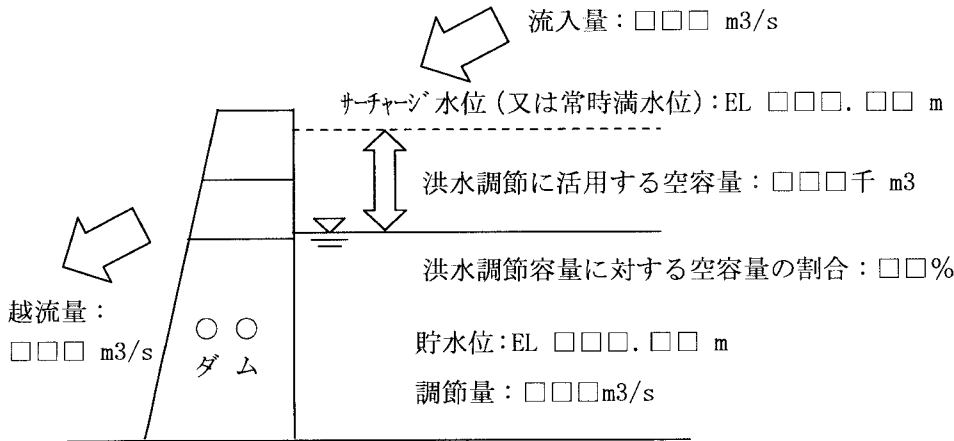 流入量：□□□ m3/s
ｻｰﾁｬｰｼﾞ水位（又は常時満水位）：EL □□□.□□ m
洪水調節に活用する空容量：□□□千 m3
洪水調節容量に対する空容量の割合：□□%
越流量：
□□□ m3/s
○○
ダム
貯水位：EL □□□.□□ m
調節量：□□□m3/s